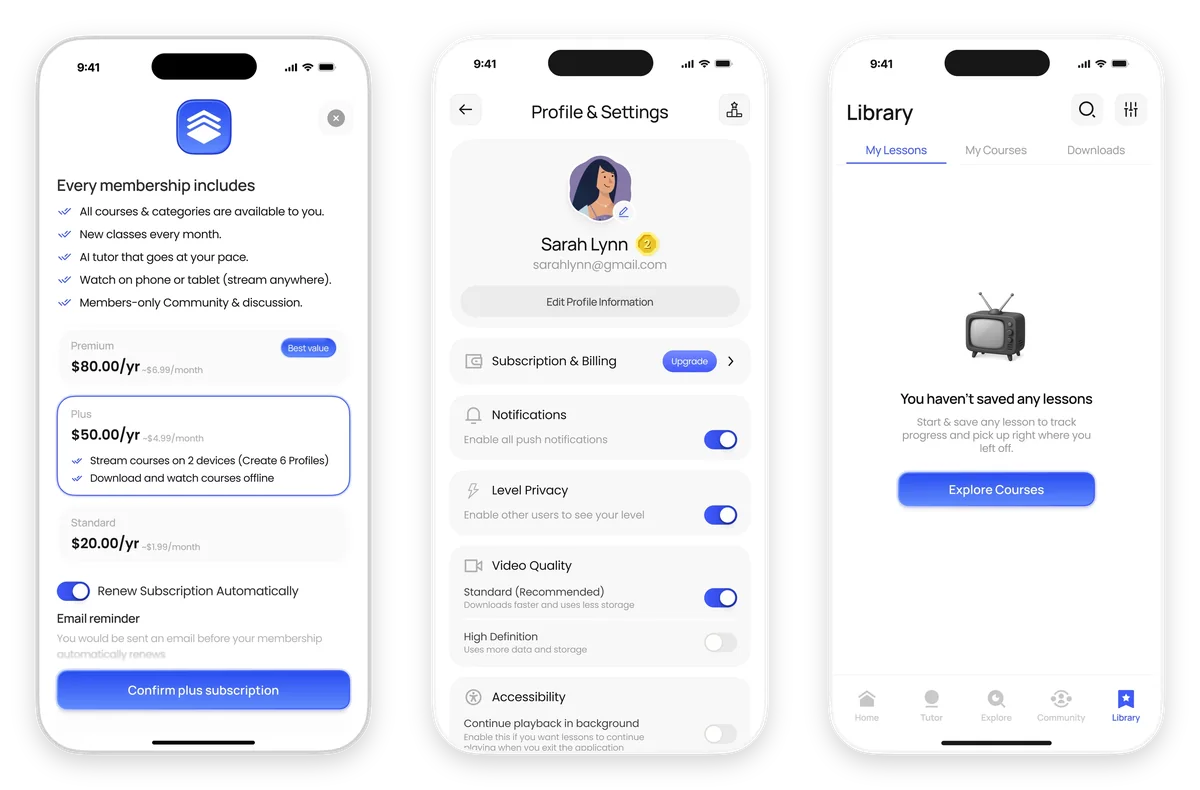 9:41
Every membership includes
All courses & categories are available to you.
New classes every month.
AI tutor that goes at your pace.
Watch on phone or tablet (stream anywhere).
Members-only Community & discussion.
Premium
Best value
$80.00/yr ~$6.99/month
Plus
$50.00/yr ~$4.99/month
Stream courses on 2 devices (Create 6 Profiles)
Download and watch courses offline
Standard
$20.00/yr ~$1.99/month
Renew Subscription Automatically
Email reminder
You would be sent an email before your membership
automatically renews
Confirm plus subscription
9:41
Profile & Settings
Sarah Lynn 2
sarahlynn@gmail.com
Edit Profile Information
Subscription & Billing Upgrade
Notifications
Enable all push notifications
Level Privacy
Enable other users to see your level
Video Quality
Standard (Recommended)
Downloads faster and uses less storage
High Definition
Uses more data and storage
Accessibility
Continue playback in background
Enable this if you want lessons to continue
playing when you exit the application
9:41
Library
My Lessons My Courses Downloads
You haven't saved any lessons
Start & save any lesson to track
progress and pick up right where you
left off.
Explore Courses
Home Tutor Explore Community Library